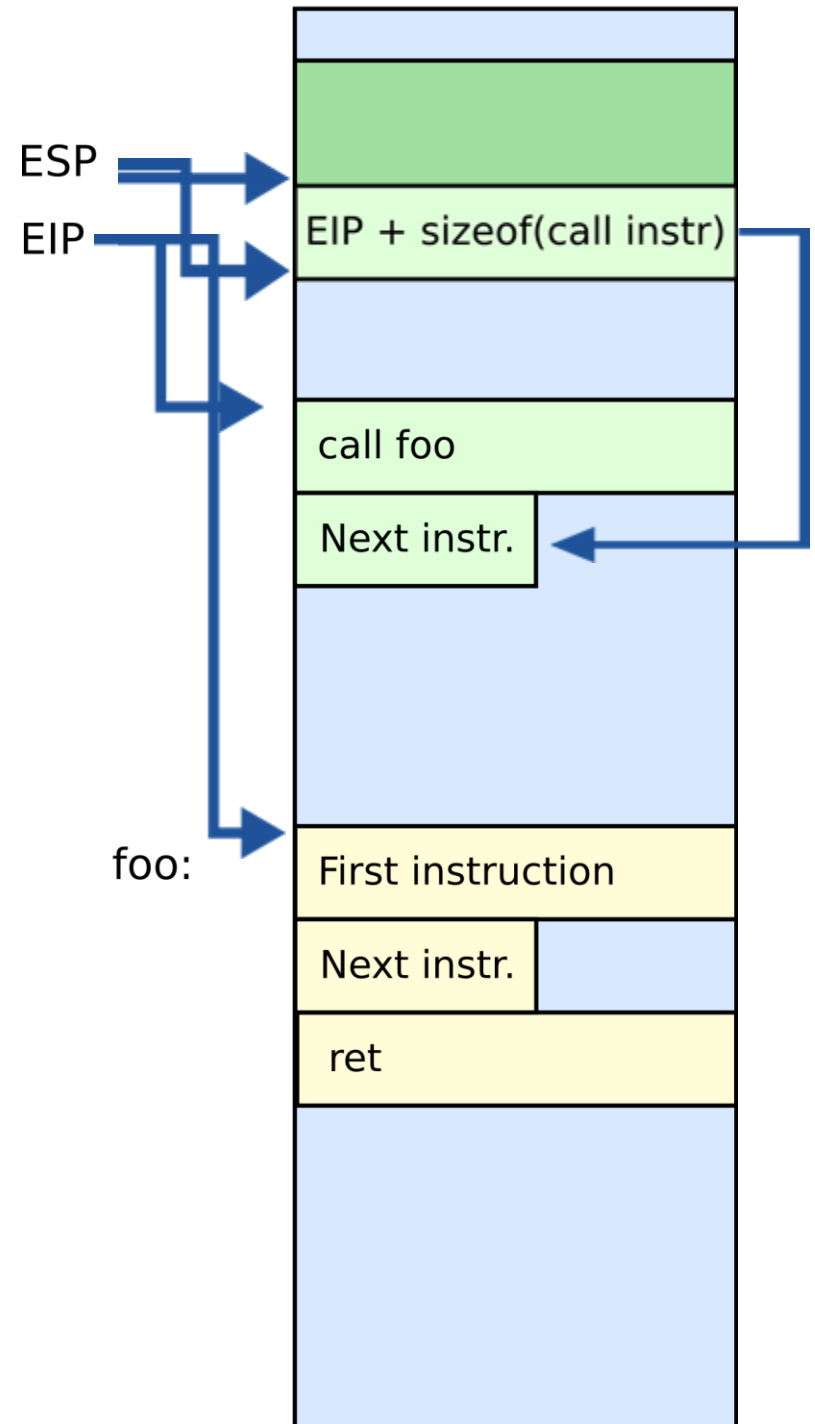 ESP
EIP
EIP + sizeof(call instr)
call foo
Next instr.
foo:
First instruction
Next instr.
ret